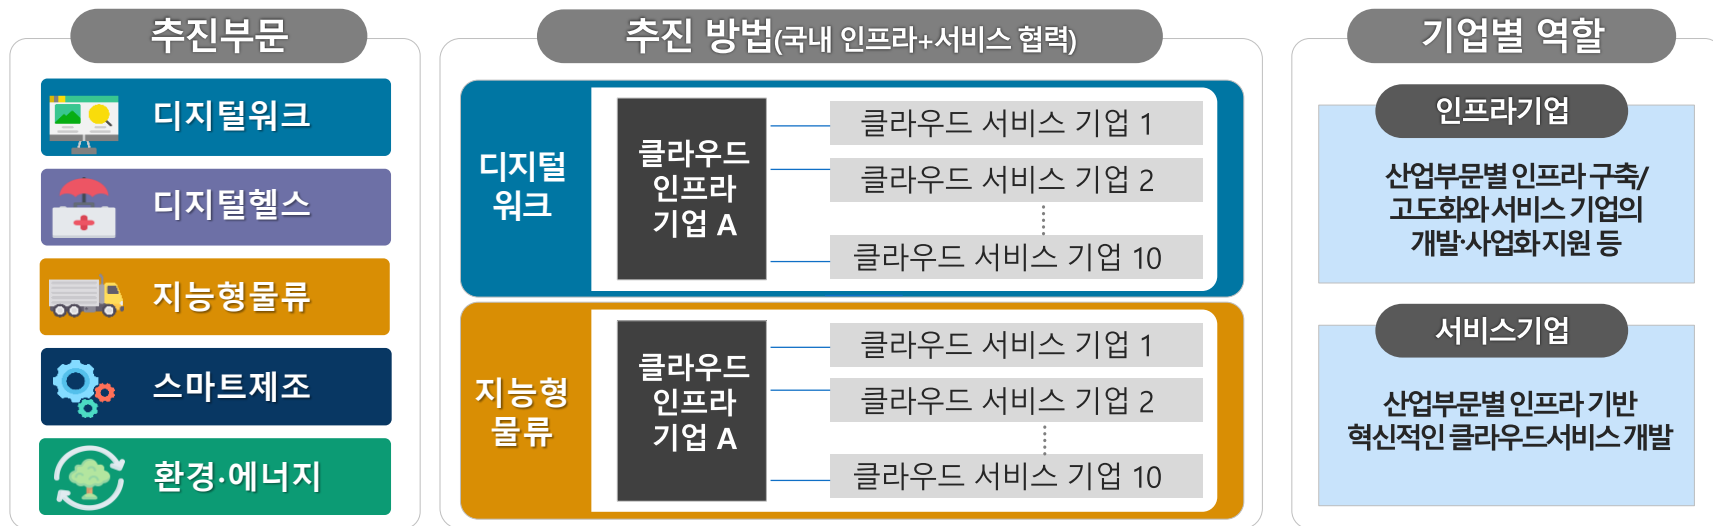 추진부문
디지털워크
디지털헬스
지능형물류
스마트제조
환경·에너지
추진 방법(국내 인프라+서비스 협력)
디지털
워크
클라우드
인프라
기업 A
클라우드 서비스 기업 1
클라우드 서비스 기업 2
클라우드 서비스 기업 10
지능형
물류
클라우드
인프라
기업 A
클라우드 서비스 기업 1
클라우드 서비스 기업 2
클라우드 서비스 기업 10
기업별 역할
인프라기업
산업부문별 인프라 구축/
고도화와 서비스 기업의
개발·사업화 지원 등
서비스기업
산업부문별 인프라 기반
혁신적인 클라우드서비스 개발